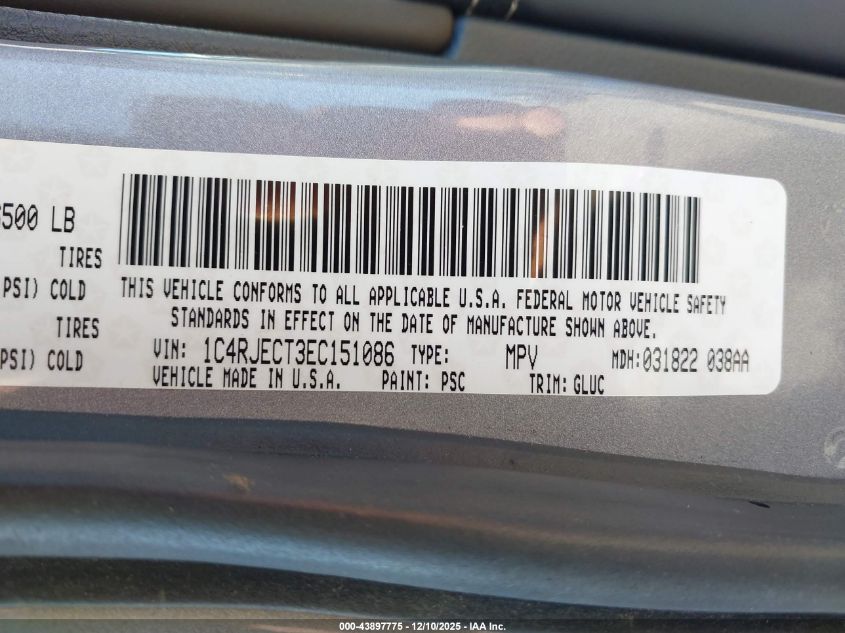 500 LB
TIRES
PSI) COLD
TIRES
PSI) COLD
THIS VEHICLE CONFORMS TO ALL APPLICABLE U.S.A. FEDERAL MOTOR VEHICLE SAFETY
STANDARDS IN EFFECT ON THE DATE OF MANUFACTURE SHOWN ABOVE.
VIN: 1C4RJECT3EC151086 TYPE: MPV MDH:031822 038AA
VEHICLE MADE IN U.S.A. PAINT: PSC TRIM: GLUC
000-43897775 - 12/10/2025 - IAA Inc.